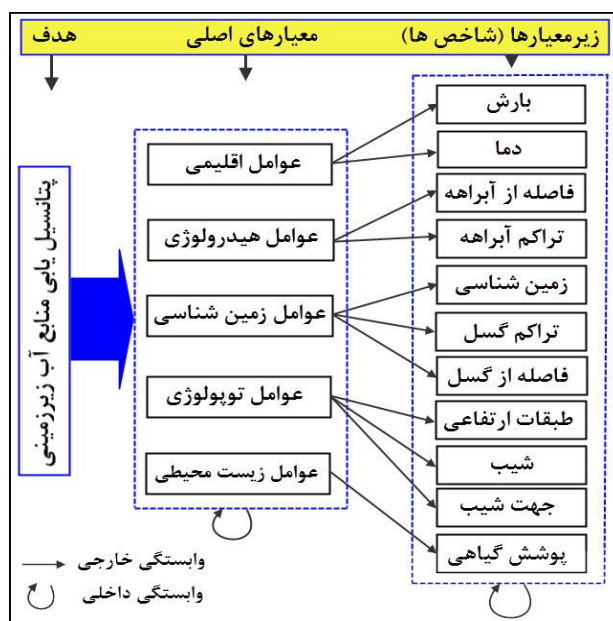 زیرمعیارها (شاخص ها)
معیارهای اصلی
هدف
بارش
دما
فاصله از آبراهه
تراکم آبراهه
زمین شناسی
تراکم گسل
فاصله از گسل
طبقات ارتفاعی
شیب
جهت شیب
پوشش گیاهی
عوامل اقلیمی
عوامل هیدرولوژی
عوامل زمین شناسی
عوامل توپولوژی
عوامل زیست محیطی
پتانسیل یابی منابع آب زیرزمینی
وابستگی خارجی
وابستگی داخلی